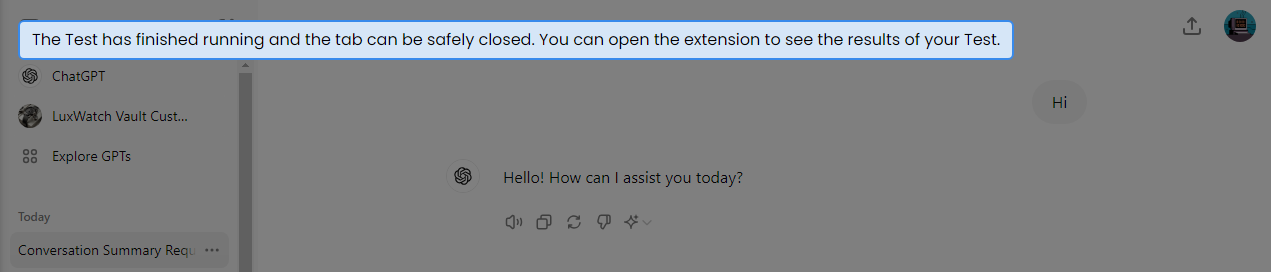 The Test has finished running and the tab can be safely closed. You can open the extension to see the results of your Test.
ChatGPT
LuxWatch Vault Cust...
Explore GPTs
Today
Conversation Summary Requ
Hi
Hello! How can I assist you today?